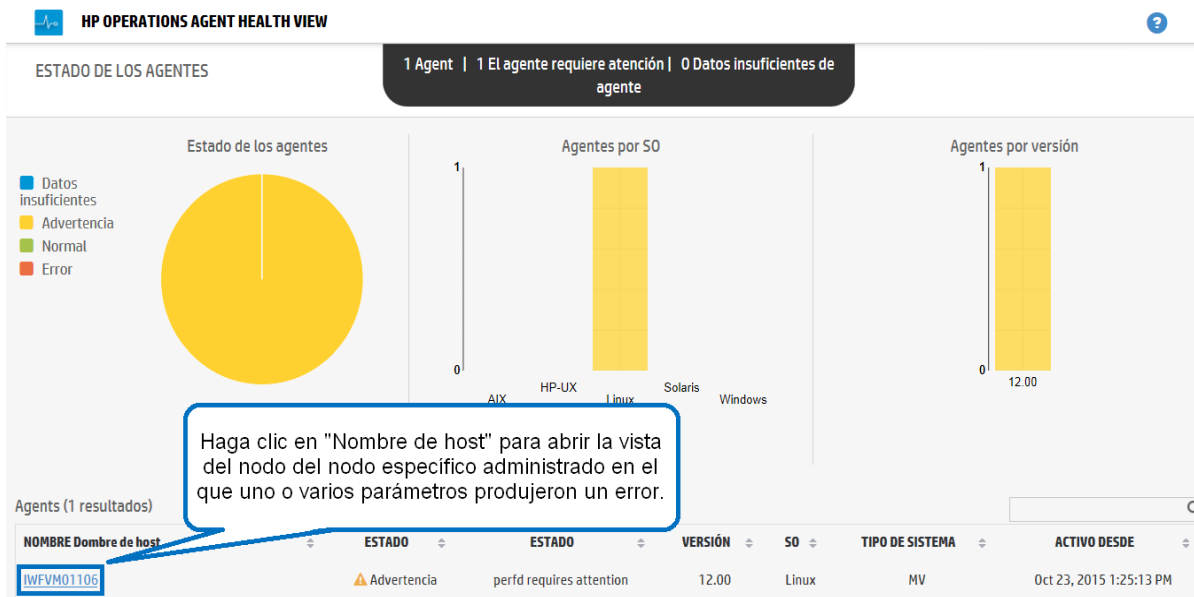 HP OPERATIONS AGENT HEALTH VIEW
?
ESTADO DE LOS AGENTES
1 Agent | 1 El agente requiere atención | 0 Datos insuficientes de
agente
Estado de los agentes
Datos
insuficientes
Advertencia
Normal
Error
Agentes por SO
1
0
AIX
HP-UX
Linux
Solaris
Windows
Agentes por versión
1
0
12.00
Haga clic en "Nombre de host" para abrir la vista
del nodo del nodo específico administrado en el
que uno o varios parámetros produjeron un error.
Agents (1 resultados)
NOMBRE Dombre de host ESTADO ESTADO VERSIÓN SO TIPO DE SISTEMA ACTIVO DESDE
IWFVM01106 Advertencia perfd requires attention 12.00 Linux MV Oct 23, 2015 1:25:13 PM